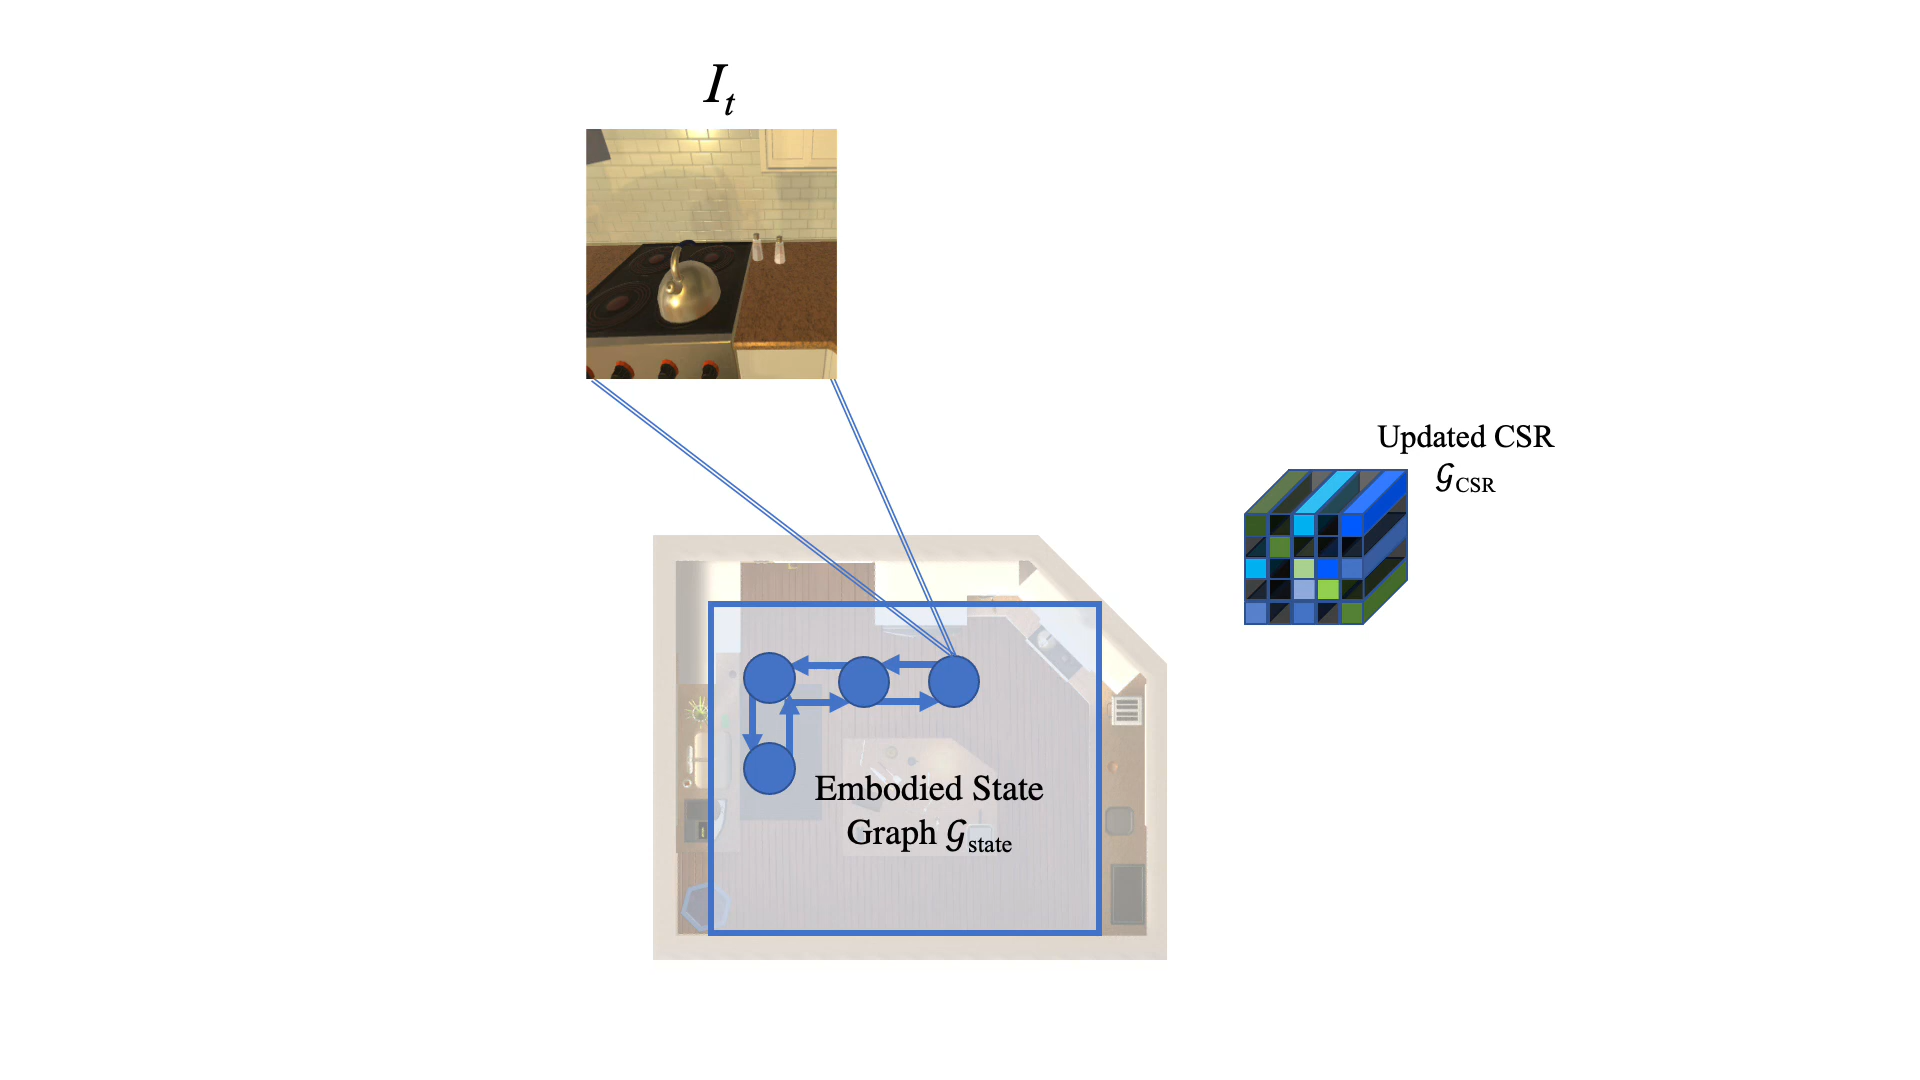 I_t
Updated CSR
𝒢_CSR
Embodied State
Graph 𝒢_state